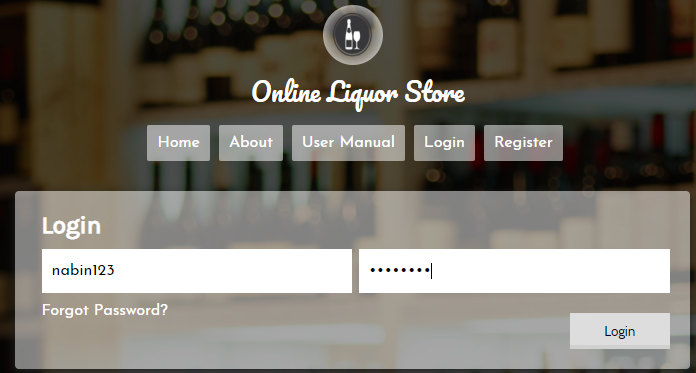 Online Liquor Store
Home About User Manual Login Register
Login
nabin123 ••••••••
Forgot Password?
Login